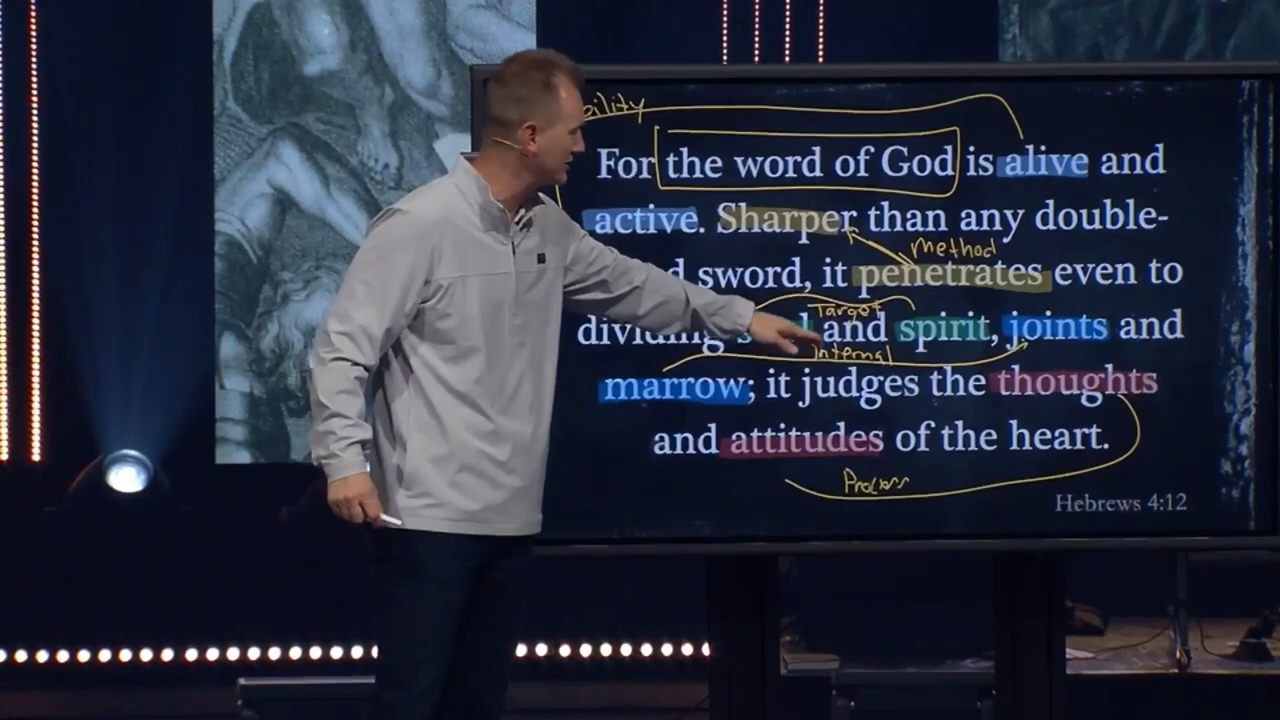 bility
For the word of God is alive and
active. Sharper than any double-
Method
sword, it penetrates even to
Target
dividing and spirit, joints and
Internal
marrow; it judges the thoughts
and attitudes of the heart.
Process
Hebrews 4:12